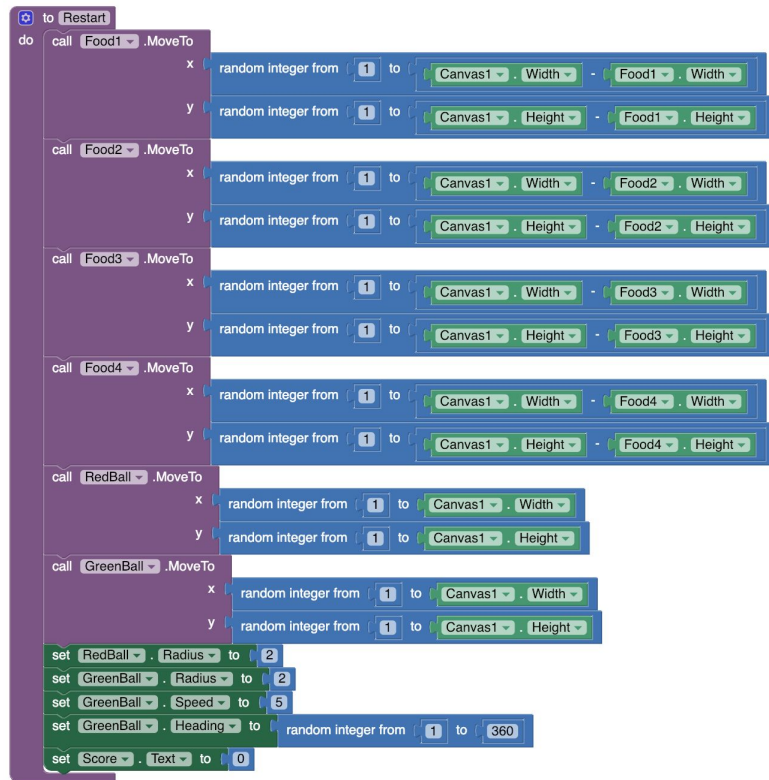 to Restart
do call Food1 .MoveTo
x random integer from 1 to Canvas1 . Width - Food1 . Width
y random integer from 1 to Canvas1 . Height - Food1 . Height
call Food2 .MoveTo
x random integer from 1 to Canvas1 . Width - Food2 . Width
y random integer from 1 to Canvas1 . Height - Food2 . Height
call Food3 .MoveTo
x random integer from 1 to Canvas1 . Width - Food3 . Width
y random integer from 1 to Canvas1 . Height - Food3 . Height
call Food4 .MoveTo
x random integer from 1 to Canvas1 . Width - Food4 . Width
y random integer from 1 to Canvas1 . Height - Food4 . Height
call RedBall .MoveTo
x random integer from 1 to Canvas1 . Width
y random integer from 1 to Canvas1 . Height
call GreenBall .MoveTo
x random integer from 1 to Canvas1 . Width
y random integer from 1 to Canvas1 . Height
set RedBall . Radius to 2
set GreenBall . Radius to 2
set GreenBall . Speed to 5
set GreenBall . Heading to random integer from 1 to 360
set Score . Text to 0